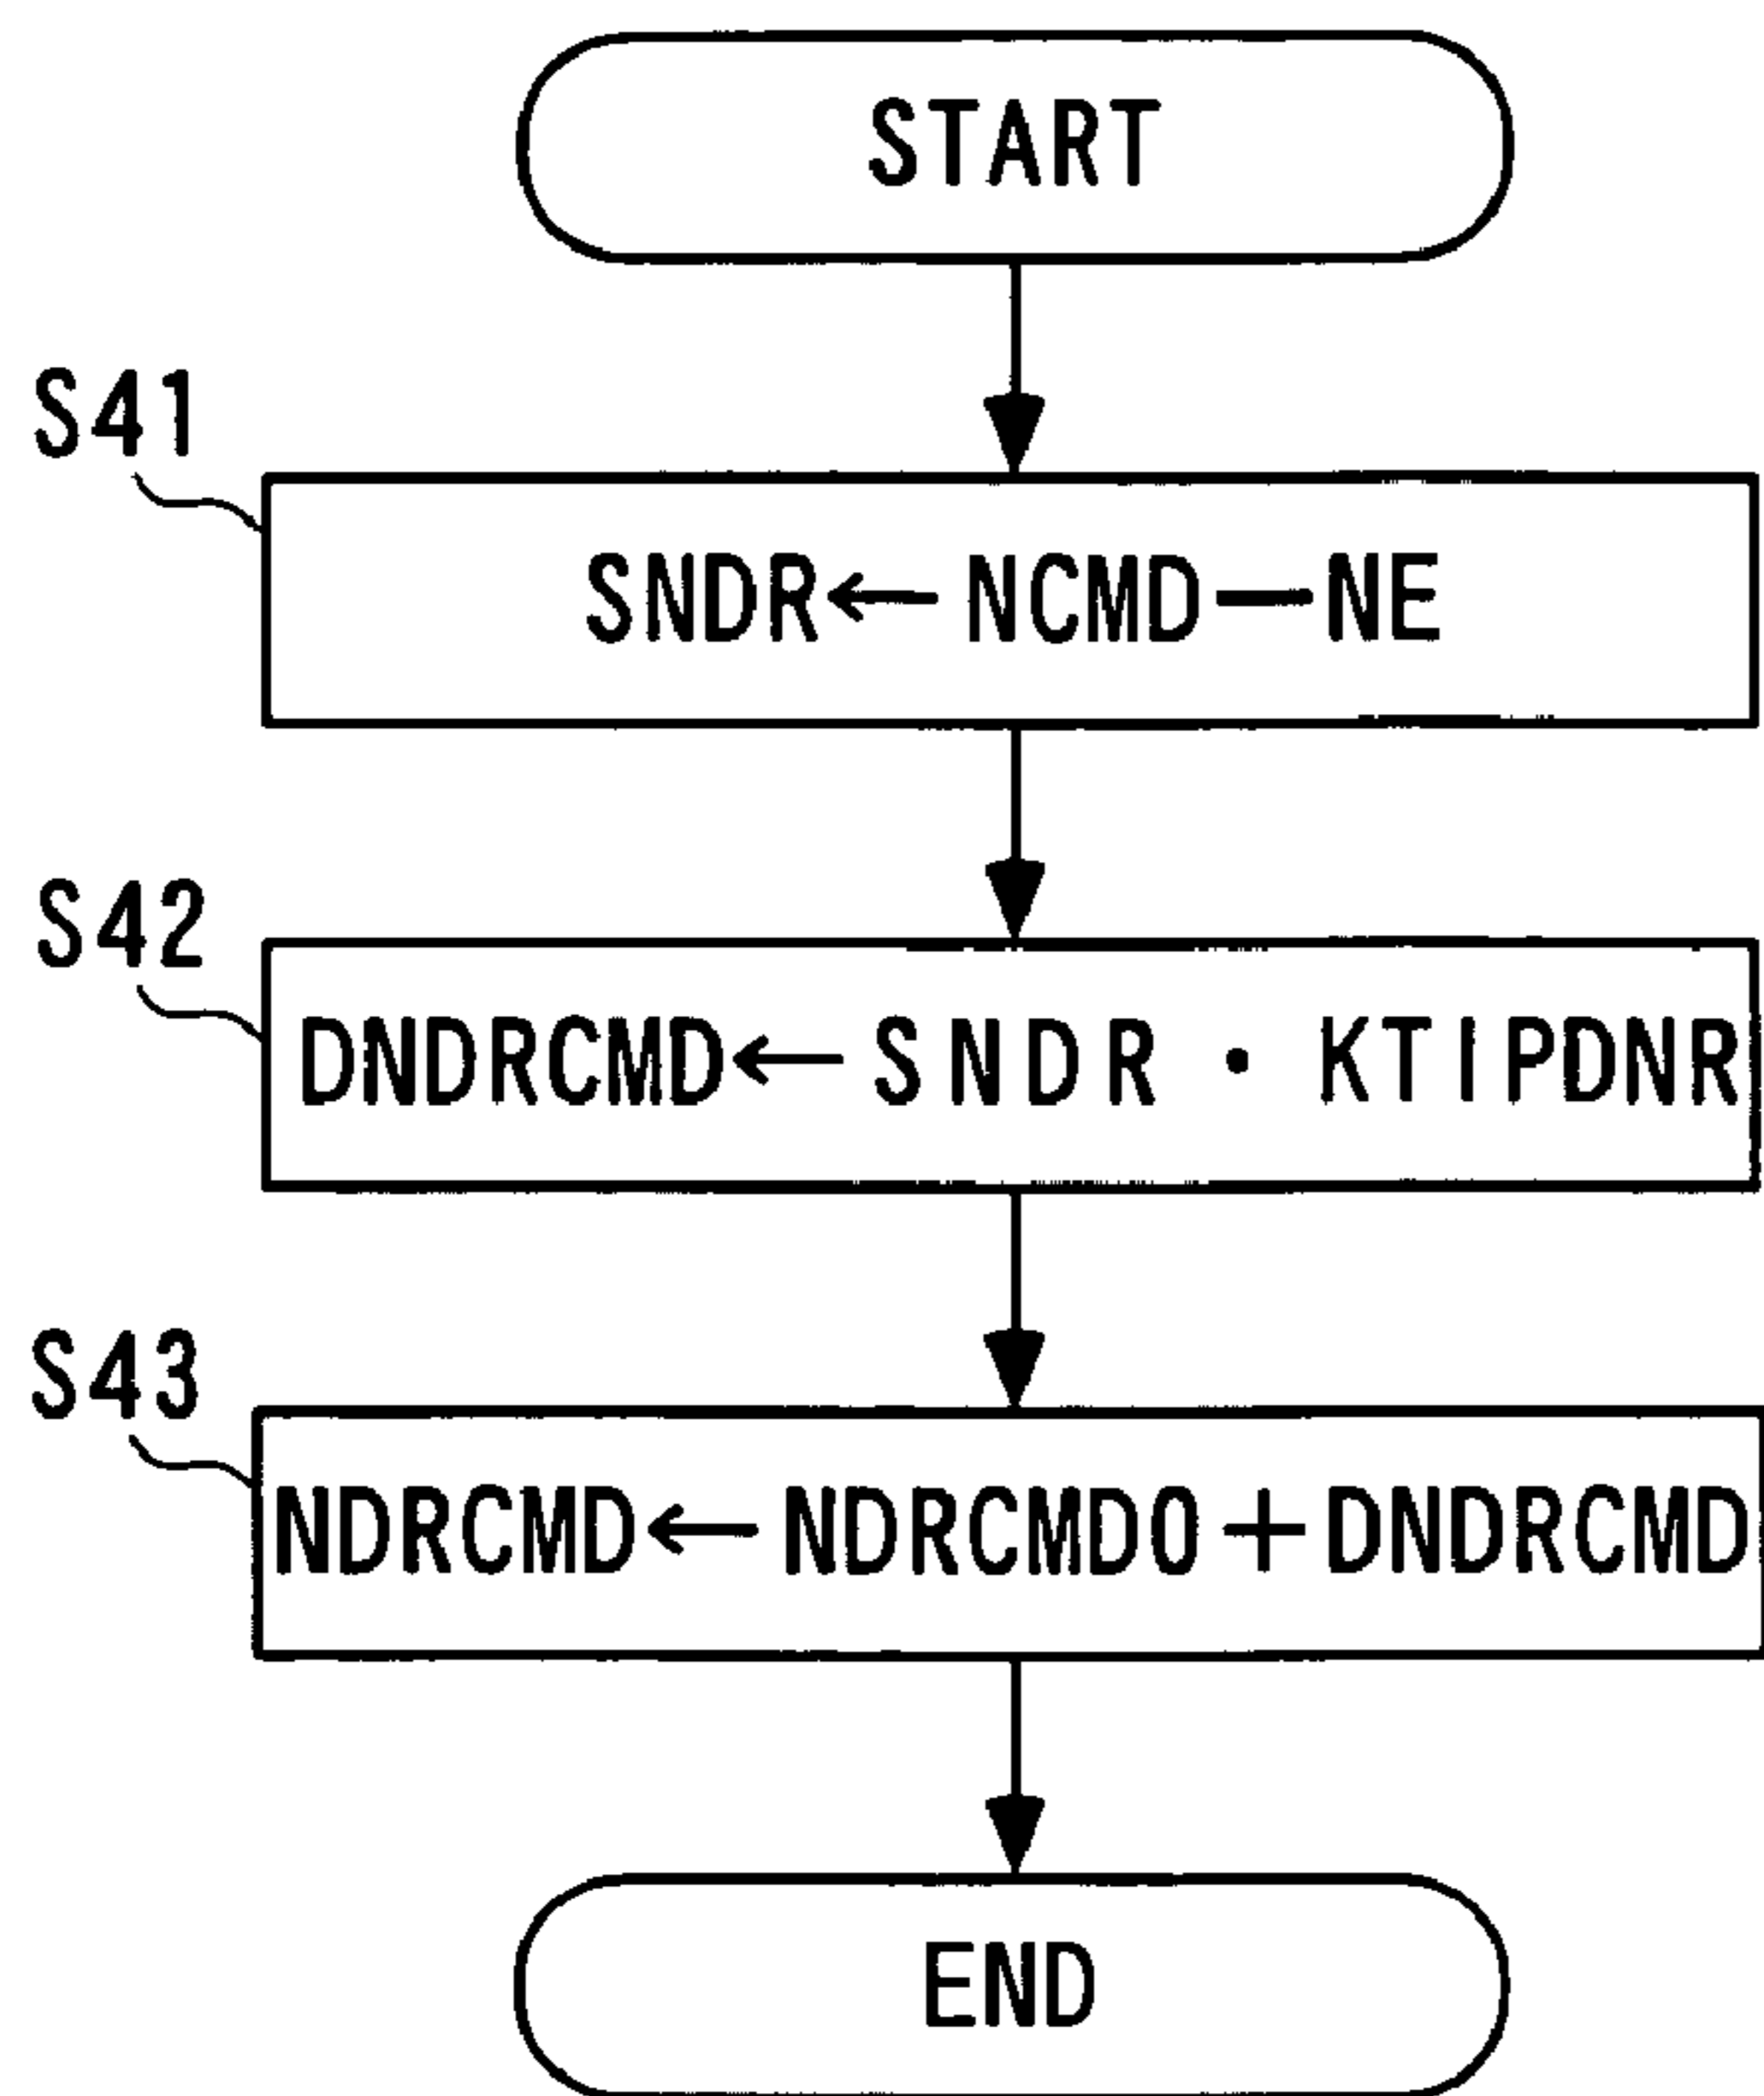 START
S41
SNDR← NCMD—NE
S42
DNDRCMD← SNDR · KTIPDNR
S43
NDRCMD← NDRCMD0+DNDRCMD
END